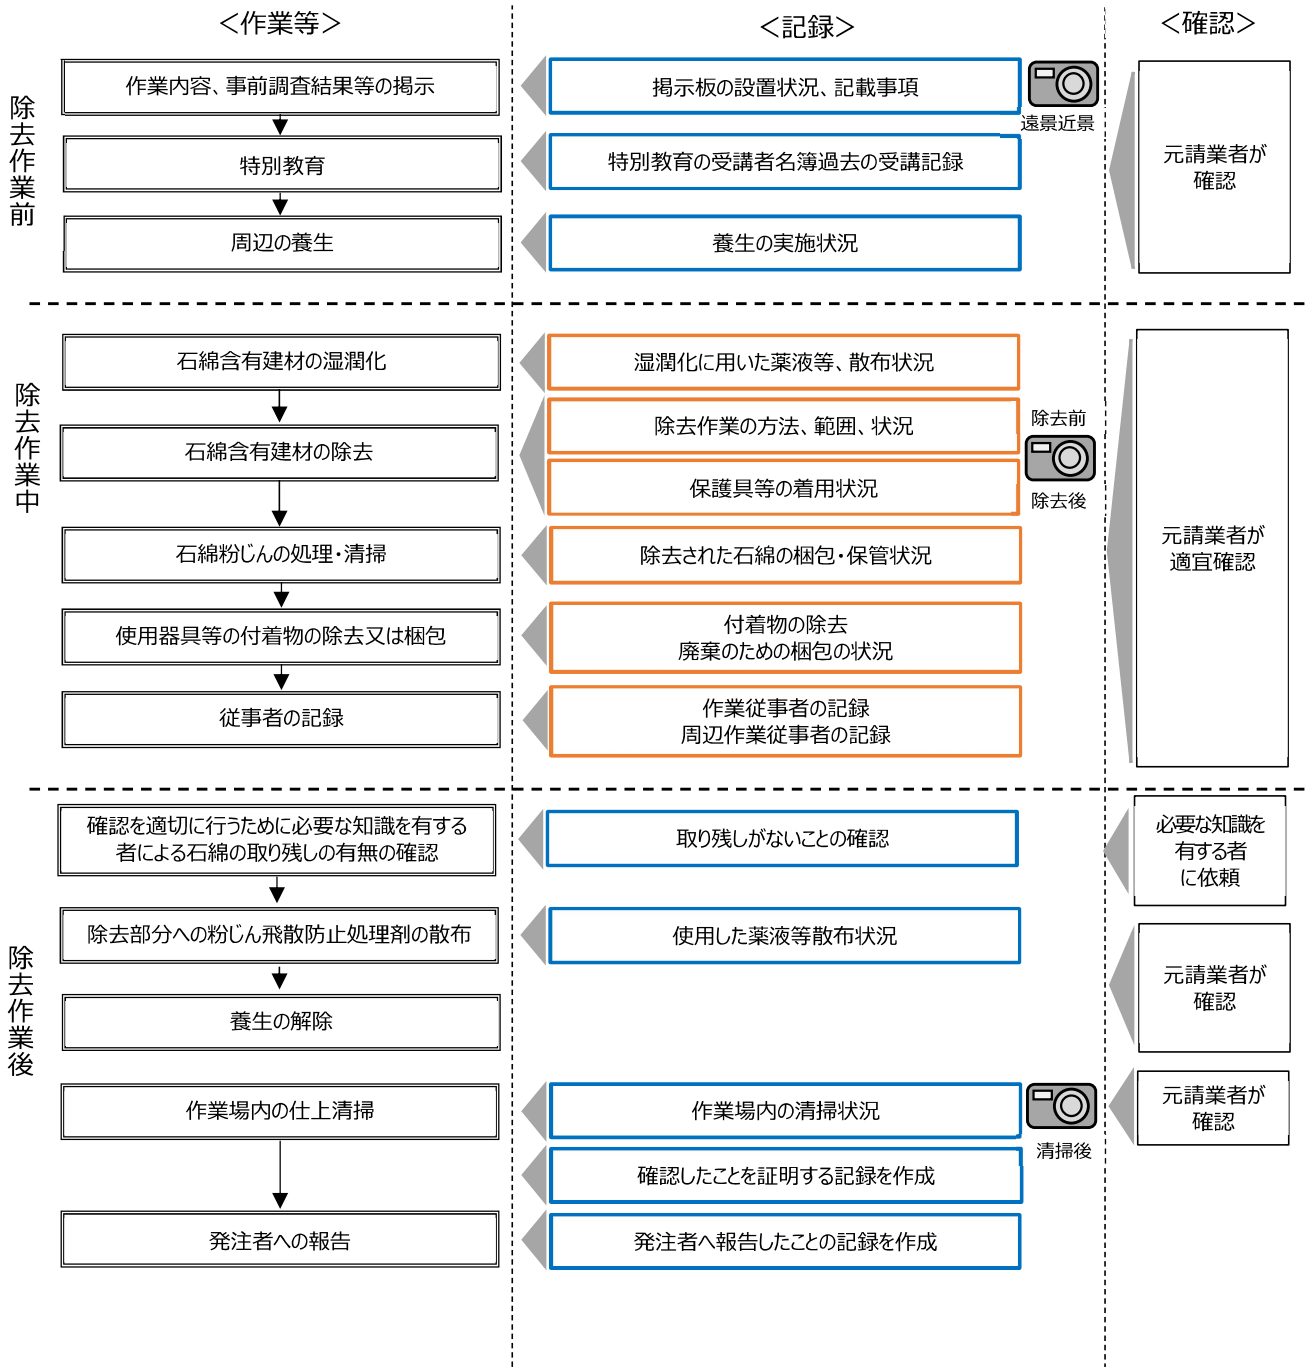 ＜作業等＞
＜記録＞
＜確認＞
除去作業前
作業内容、事前調査結果等の掲示
掲示板の設置状況、記載事項
遠景近景
元請業者が
確認
特別教育
特別教育の受講者名簿過去の受講記録
周辺の養生
養生の実施状況
除去作業中
石綿含有建材の湿潤化
湿潤化に用いた薬液等、散布状況
石綿含有建材の除去
除去作業の方法、範囲、状況
保護具等の着用状況
除去前
除去後
元請業者が
適宜確認
石綿粉じんの処理・清掃
除去された石綿の梱包・保管状況
使用器具等の付着物の除去又は梱包
付着物の除去
廃棄のための梱包の状況
従事者の記録
作業従事者の記録
周辺作業従事者の記録
除去作業後
確認を適切に行うために必要な知識を有する
者による石綿の取り残しの有無の確認
取り残しがないことの確認
必要な知識を
有する者
に依頼
除去部分への粉じん飛散防止処理剤の散布
使用した薬液等散布状況
元請業者が
確認
養生の解除
作業場内の仕上清掃
作業場内の清掃状況
清掃後
元請業者が
確認
確認したことを証明する記録を作成
発注者への報告
発注者へ報告したことの記録を作成